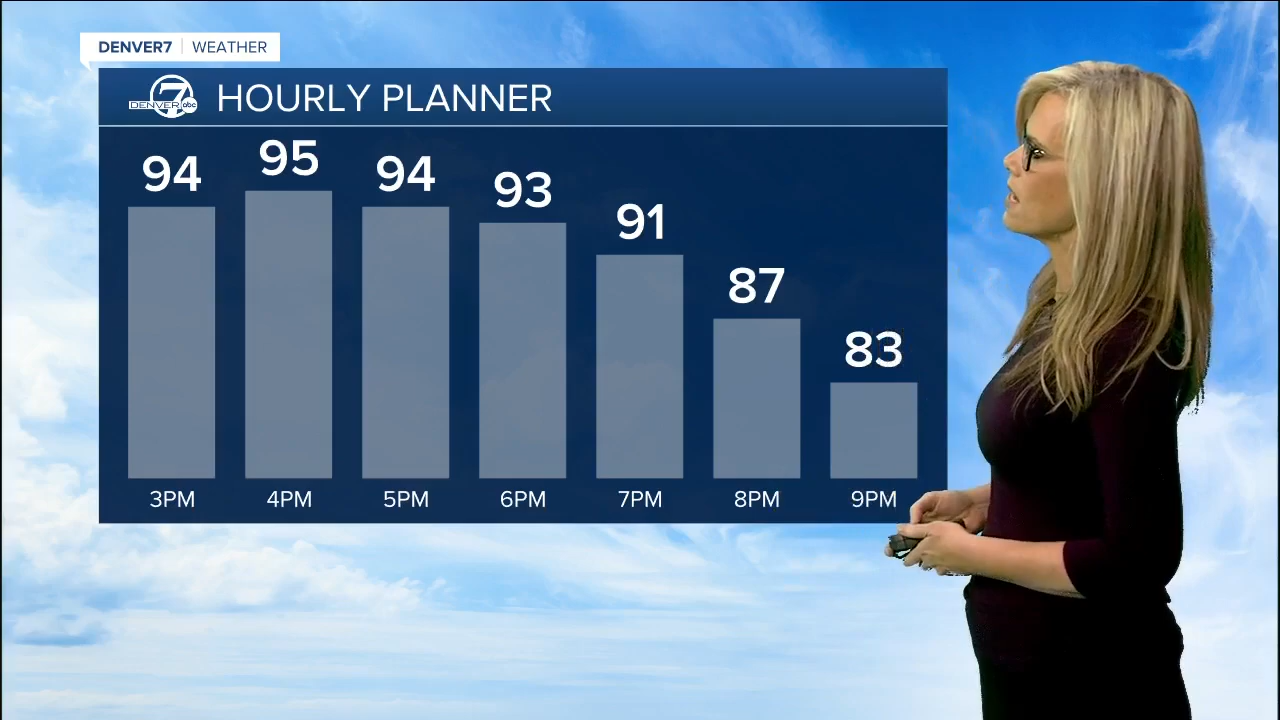 DENVER7 | WEATHER
DENVER 7 abc
HOURLY PLANNER
94 95 94 93 91 87 83
3PM 4PM 5PM 6PM 7PM 8PM 9PM